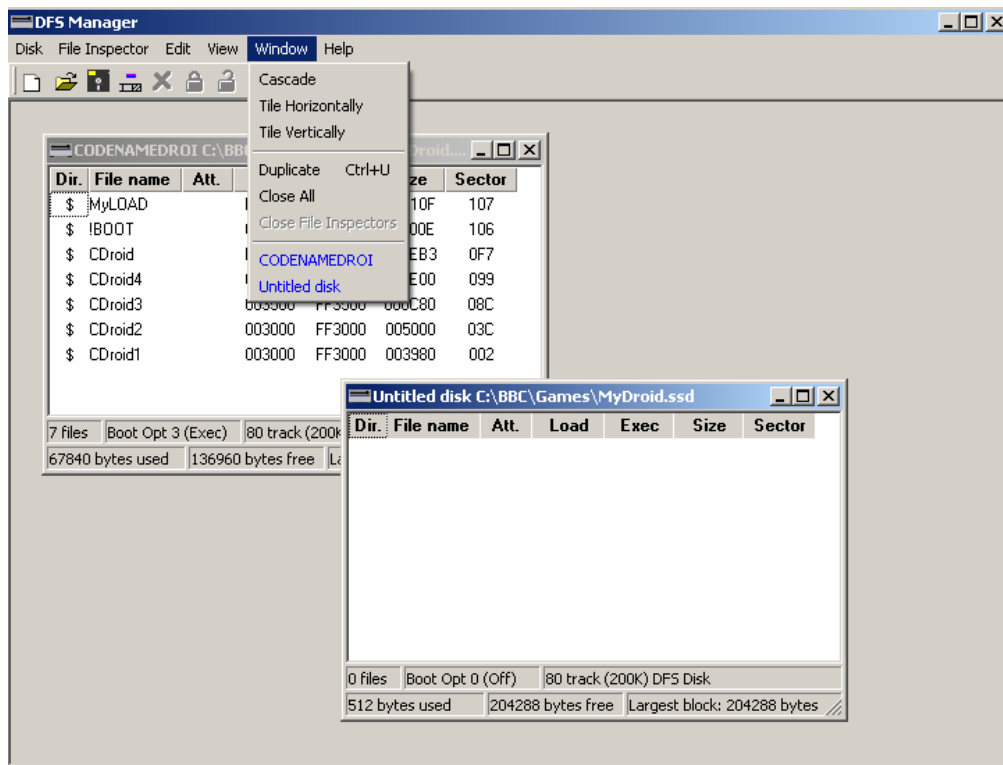 DFS Manager
Disk File Inspector Edit View Window Help
Cascade
Tile Horizontally
Tile Vertically
Duplicate Ctrl+U
Close All
Close File Inspectors
CODENAMEDROI
Untitled disk
CODENAMEDROI C:\BB Droid....
Dir. File name Att. ze Sector
$ MyLOAD 10F 107
$ !BOOT 00E 106
$ CDroid EB3 0F7
$ CDroid4 E00 099
$ CDroid3 003500 FF3500 000C80 08C
$ CDroid2 003000 FF3000 005000 03C
$ CDroid1 003000 FF3000 003980 002
7 files Boot Opt 3 (Exec) 80 track (200K
67840 bytes used 136960 bytes free
Untitled disk C:\BBC\Games\MyDroid.ssd
Dir. File name Att. Load Exec Size Sector
0 files Boot Opt 0 (Off) 80 track (200K) DFS Disk
512 bytes used 204288 bytes free Largest block: 204288 bytes